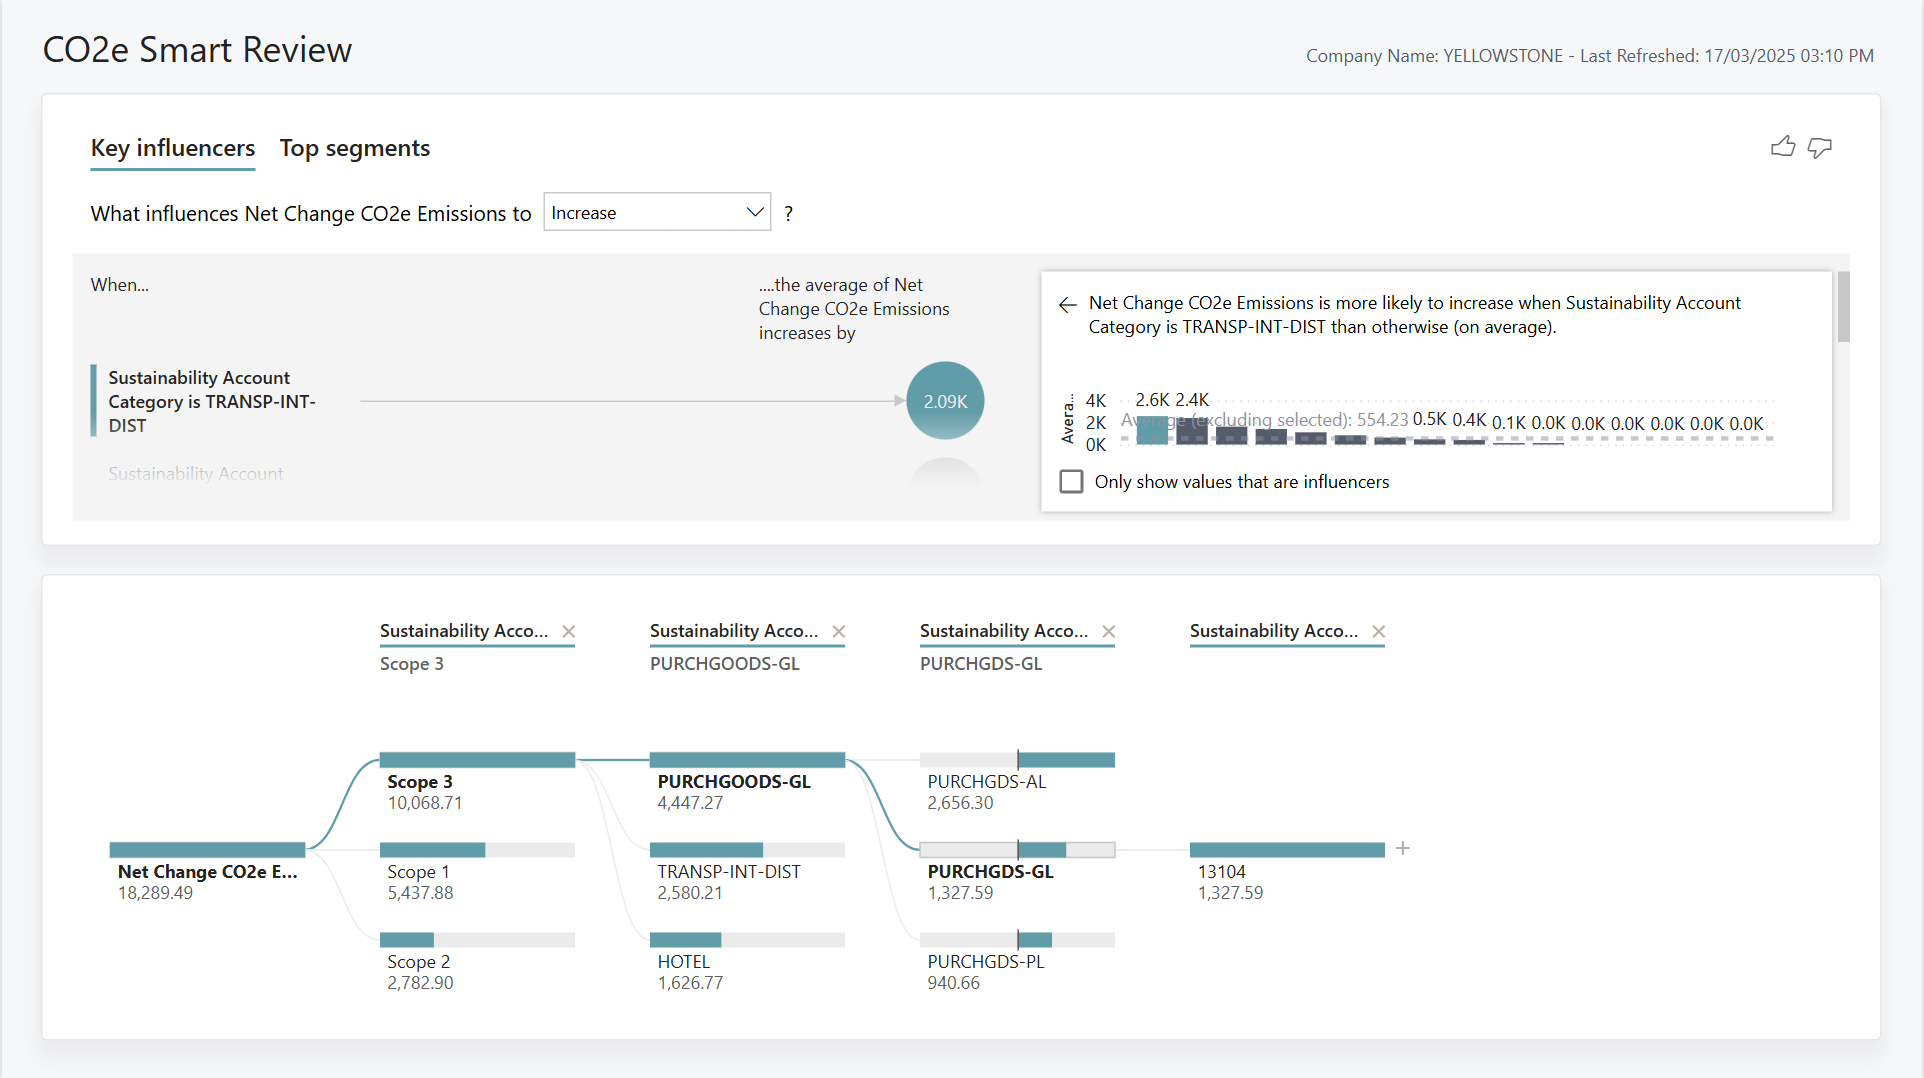 CO2e Smart Review
Company Name: YELLOWSTONE - Last Refreshed: 17/03/2025 03:10 PM
Key influencers
Top segments
What influences Net Change CO2e Emissions to
Increase
?
When...
....the average of Net
Change CO2e Emissions
increases by
Sustainability Account
Category is TRANSP-INT-
DIST
2.09K
Sustainability Account
Net Change CO2e Emissions is more likely to increase when Sustainability Account
Category is TRANSP-INT-DIST than otherwise (on average).
Avera...
4K
2K
0K
2.6K 2.4K
Average (excluding selected): 554.23 0.5K 0.4K 0.1K 0.0K 0.0K 0.0K 0.0K 0.0K 0.0K
Only show values that are influencers
Sustainability Acco...
Scope 3
Sustainability Acco...
PURCHGOODS-GL
Sustainability Acco...
PURCHGDS-GL
Sustainability Acco...
Net Change CO2e E...
18,289.49
Scope 3
10,068.71
Scope 1
5,437.88
Scope 2
2,782.90
PURCHGOODS-GL
4,447.27
TRANSP-INT-DIST
2,580.21
HOTEL
1,626.77
PURCHGDS-AL
2,656.30
PURCHGDS-GL
1,327.59
PURCHGDS-PL
940.66
13104
1,327.59